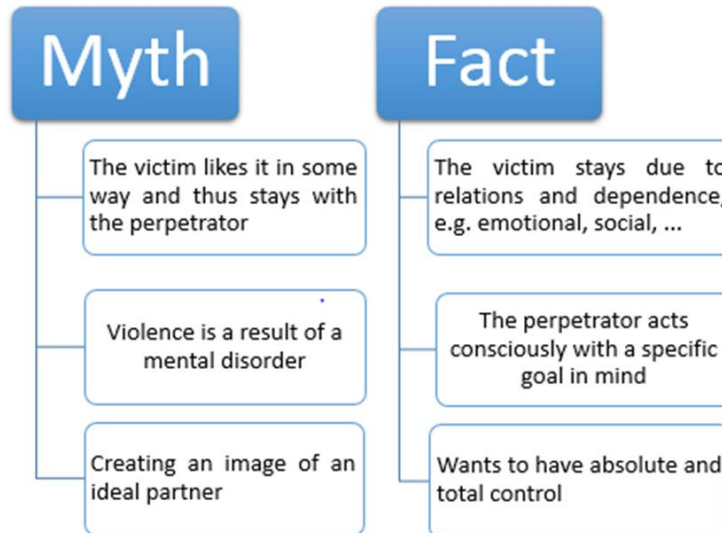 Myth
The victim likes it in some
way and thus stays with
the perpetrator
Violence is a result of a
mental disorder
Creating an image of an
ideal partner
Fact
The victim stays due to
relations and dependence,
e.g. emotional, social, ...
The perpetrator acts
consciously with a specific
goal in mind
Wants to have absolute and
total control